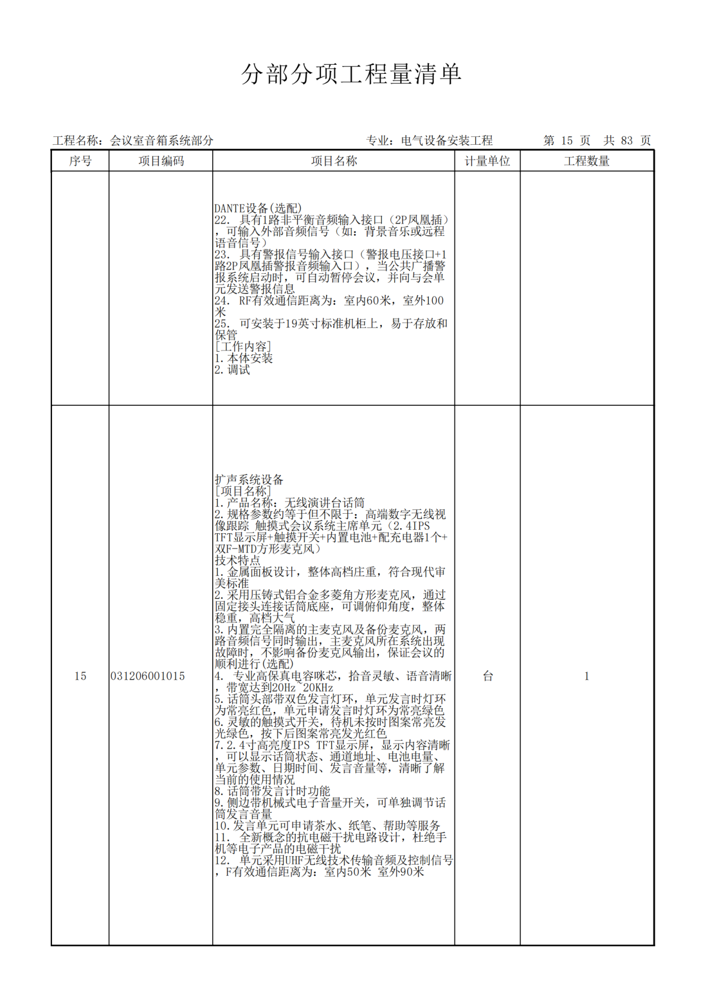 分部分项工程量清单
工程名称：会议室音箱系统部分 专业：电气设备安装工程 第 15 页 共 83 页
序号 项目编码 项目名称 计量单位 工程数量
DANTE设备(选配)
22. 具有1路非平衡音频输入接口（2P凤凰插）
，可输入外部音频信号（如：背景音乐或远程
语音信号）
23. 具有警报信号输入接口（警报电压接口+1
路2P凤凰插警报音频输入口），当公共广播警
报系统启动时，可自动暂停会议，并向与会单
元发送警报信息
24. RF有效通信距离为：室内60米，室外100
米
25. 可安装于19英寸标准机柜上，易于存放和
保管
[工作内容]
1.本体安装
2.调试
扩声系统设备
[项目名称]
1.产品名称：无线演讲台话筒
2.规格参数约等于但不限于：高端数字无线视
像跟踪 触摸式会议系统主席单元（2.4IPS
TFT显示屏+触摸开关+内置电池+配充电器1个+
双F-MTD方形麦克风）
技术特点
1.金属面板设计，整体高档庄重，符合现代审
美标准
2.采用压铸式铝合金多菱角方形麦克风，通过
固定接头连接话筒底座，可调俯仰角度，整体
稳重，高档大气
3.内置完全隔离的主麦克风及备份麦克风，两
路音频信号同时输出，主麦克风所在系统出现
故障时，不影响备份麦克风输出，保证会议的
顺利进行(选配)
15 031206001015 4. 专业高保真电容咪芯，拾音灵敏、语音清晰 台 1
，带宽达到20Hz~20KHz
5.话筒头部带双色发言灯环，单元发言时灯环
为常亮红色，单元申请发言时灯环为常亮绿色
6.灵敏的触摸式开关，待机未按时图案常亮发
光绿色，按下后图案常亮发光红色
7.2.4寸高亮度IPS TFT显示屏，显示内容清晰
，可以显示话筒状态、通道地址、电池电量、
单元参数、日期时间、发言音量等，清晰了解
当前的使用情况
8.话筒带发言计时功能
9.侧边带机械式电子音量开关，可单独调节话
筒发言音量
10.发言单元可申请茶水、纸笔、帮助等服务
11. 全新概念的抗电磁干扰电路设计，杜绝手
机等电子产品的电磁干扰
12. 单元采用UHF无线技术传输音频及控制信号
，F有效通信距离为：室内50米 室外90米